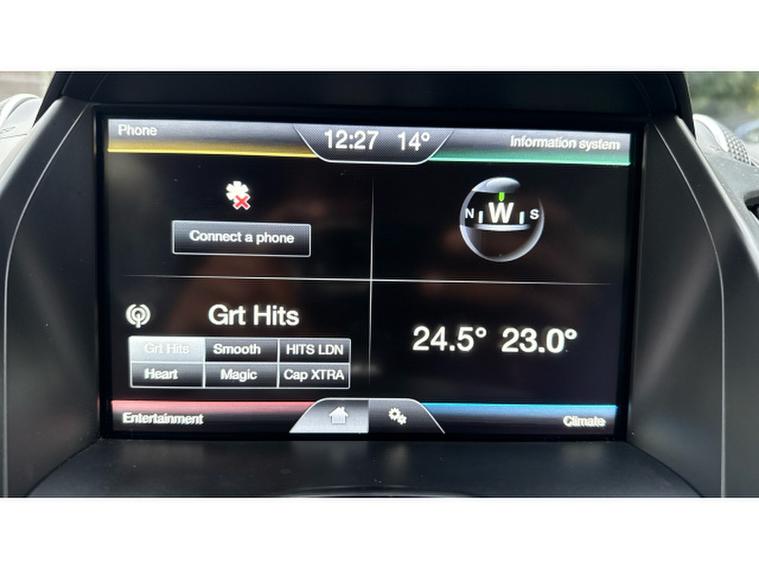 Phone
12:27 14°
Information system
Connect a phone
N W S
Grt Hits
Grt Hits Smooth HITS LDN
Heart Magic Cap XTRA
24.5° 23.0°
Entertainment
Climate